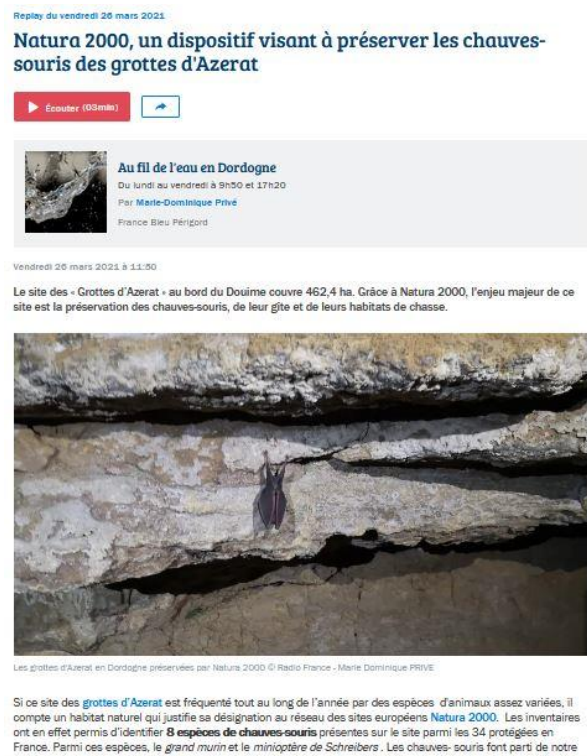 Replay du vendredi 26 mars 2021
Natura 2000, un dispositif visant à préserver les chauves-
souris des grottes d'Azerat
Écouter (03min)
Au fil de l'eau en Dordogne
Du lundi au vendredi à 9h50 et 17h20
Par Marie-Dominique Privé
France Bleu Périgord
Vendredi 26 mars 2021 à 11:50
Le site des « Grottes d'Azerat » au bord du Douime couvre 462,4 ha. Grâce à Natura 2000, l'enjeu majeur de ce
site est la préservation des chauves-souris, de leur gîte et de leurs habitats de chasse.
Les grottes d'Azerat en Dordogne préservées par Natura 2000 © Radio France - Marie Dominique PRIVE
Si ce site des grottes d'Azerat est fréquenté tout au long de l'année par des espèces d'animaux assez variées, il
compte un habitat naturel qui justifie sa désignation au réseau des sites européens Natura 2000. Les inventaires
ont en effet permis d'identifier 8 espèces de chauves-souris présentes sur le site parmi les 34 protégées en
France. Parmi ces espèces, le grand murin et le minioptère de Schreibers . Les chauves-souris font parti de notre